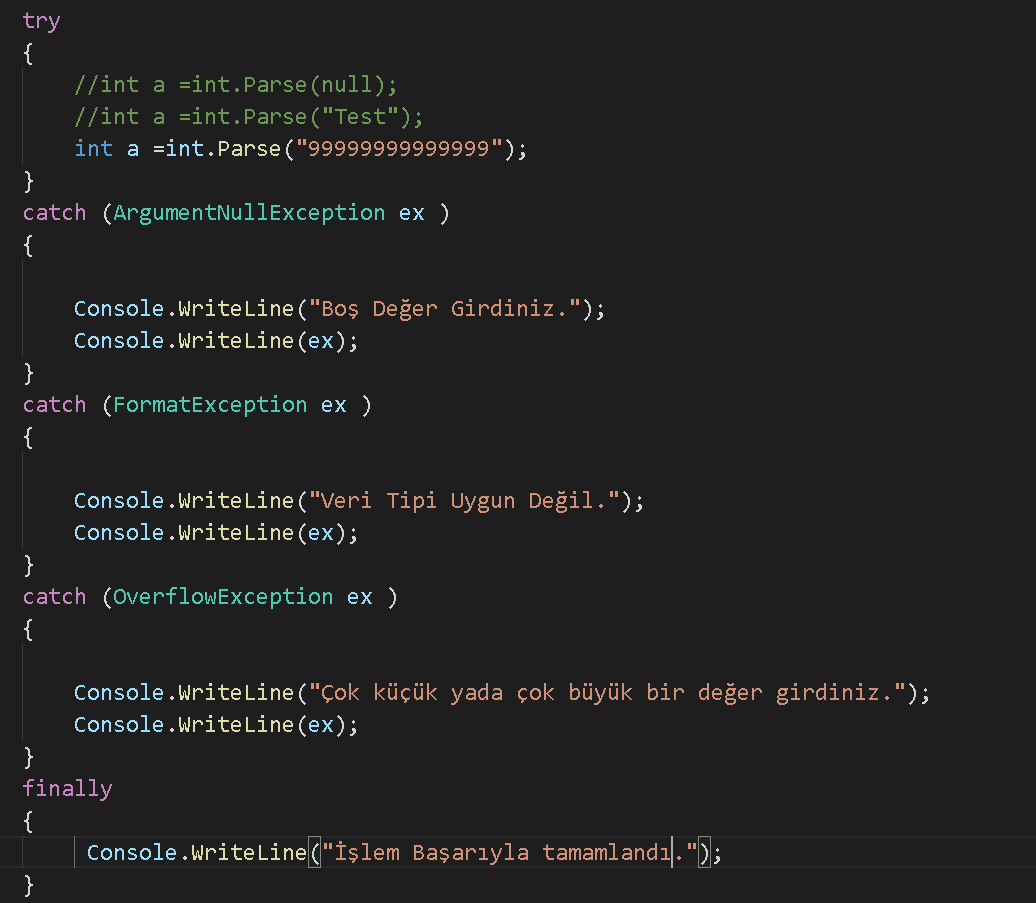 try
{
    //int a =int.Parse(null);
    //int a =int.Parse("Test");
    int a =int.Parse("99999999999999");
}
catch (ArgumentNullException ex )
{
    Console.WriteLine("Boş Değer Girdiniz.");
    Console.WriteLine(ex);
}
catch (FormatException ex )
{
    Console.WriteLine("Veri Tipi Uygun Değil.");
    Console.WriteLine(ex);
}
catch (OverflowException ex )
{
    Console.WriteLine("Çok küçük yada çok büyük bir değer girdiniz.");
    Console.WriteLine(ex);
}
finally
{
     Console.WriteLine("İşlem Başarıyla tamamlandı.");
}